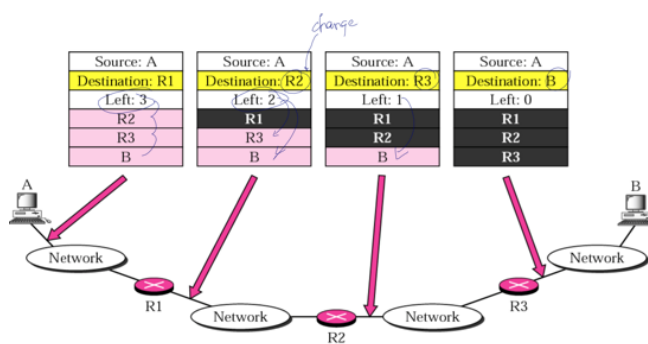 change
Source: A
Destination: R1
Left: 3
R2
R3
B
Source: A
Destination: R2
Left: 2
R1
R3
B
Source: A
Destination: R3
Left: 1
R1
R2
B
Source: A
Destination: B
Left: 0
R1
R2
R3
A
B
Network
Network
R1
R3
Network
Network
R2